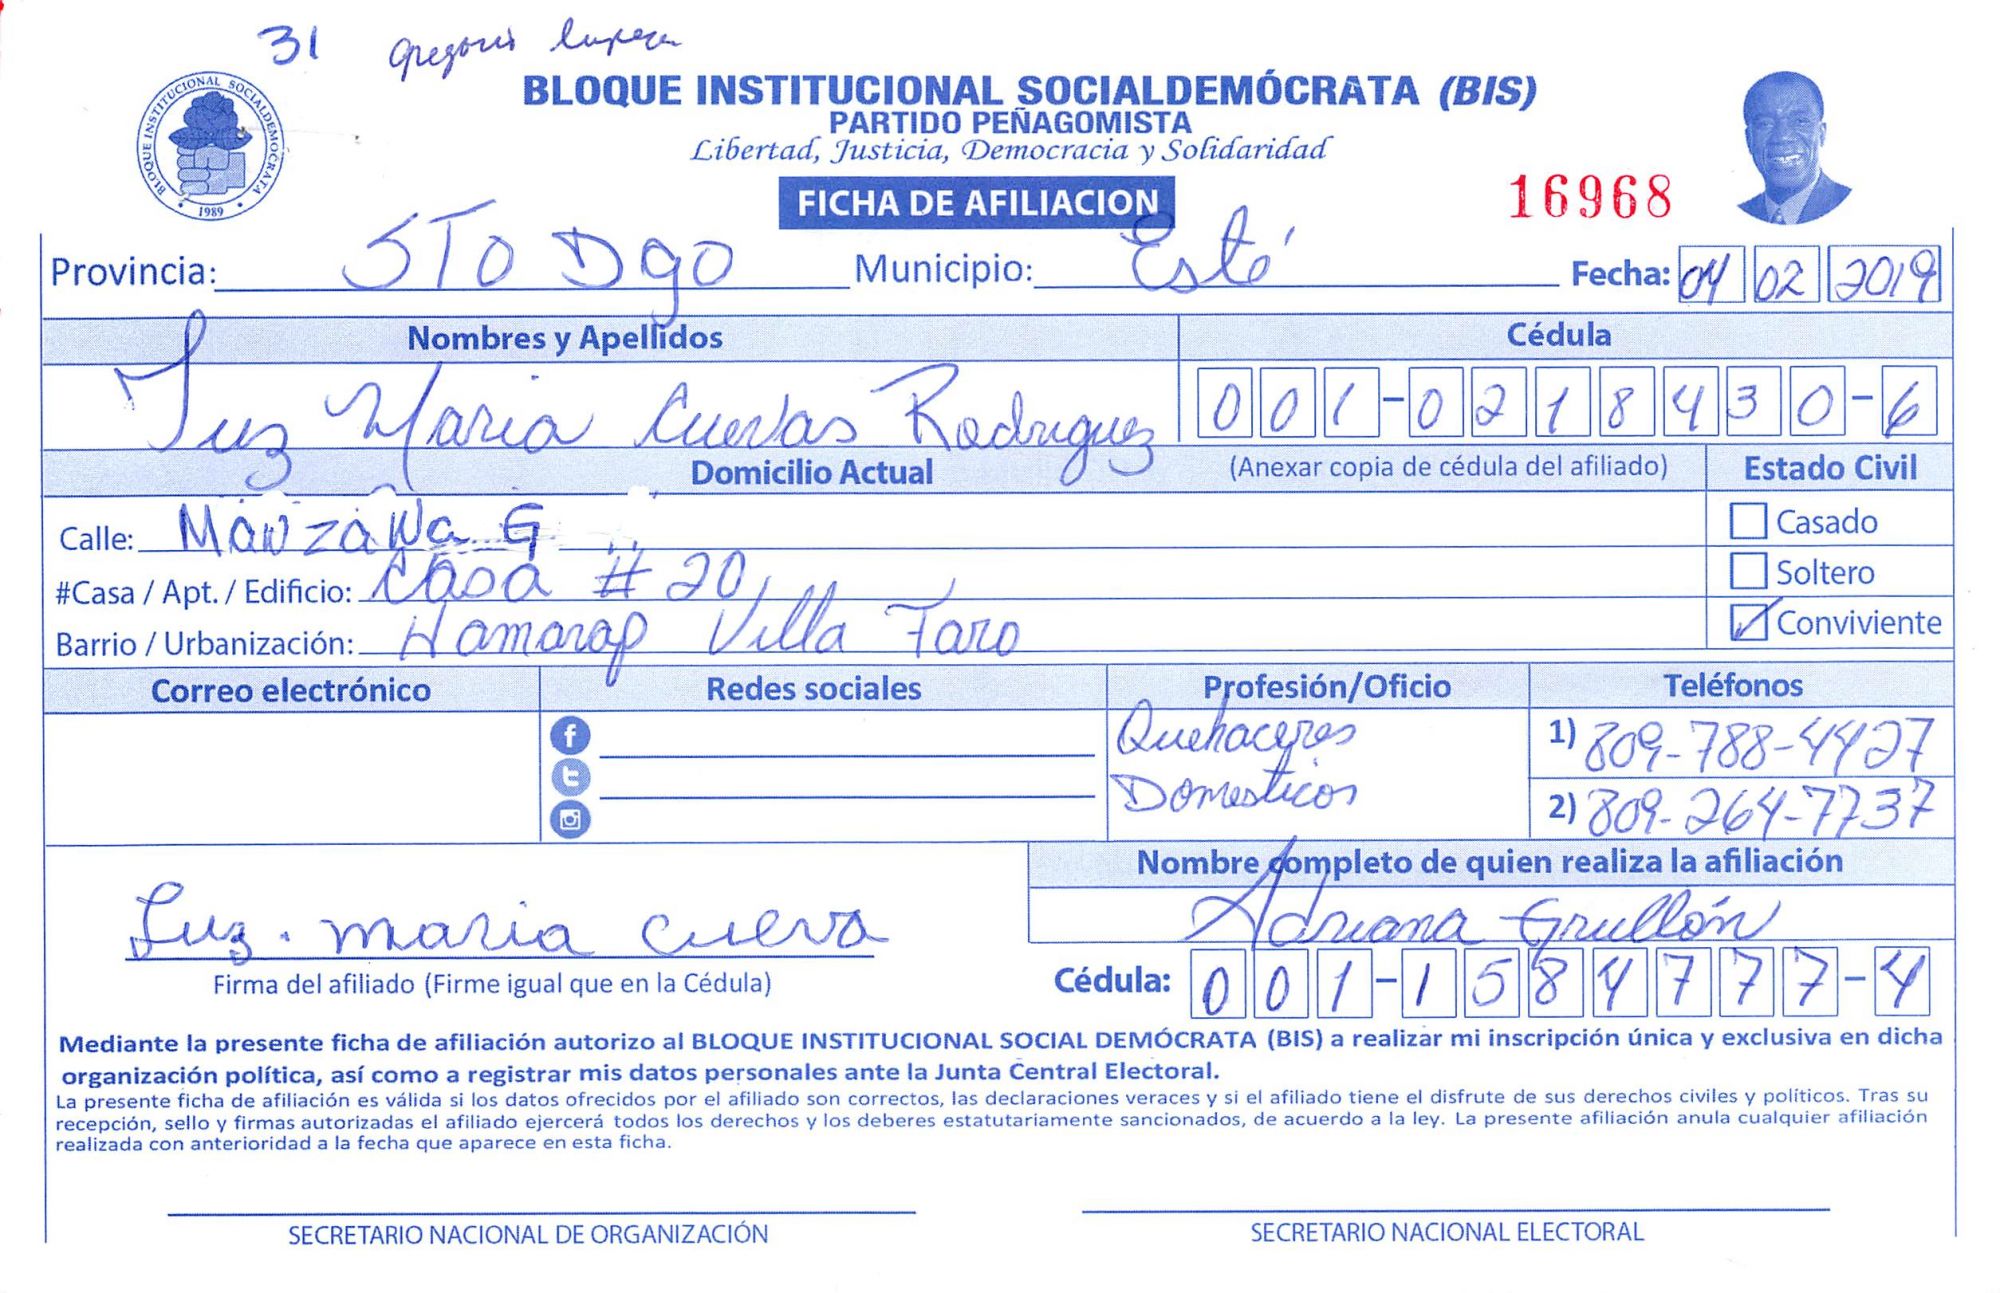 31 Gregorio
BLOQUE INSTITUCIONAL SOCIALDEMÓCRATA
1989
BLOQUE INSTITUCIONAL SOCIALDEMÓCRATA (BIS)
PARTIDO PEÑAGOMISTA
Libertad, Justicia, Democracia y Solidaridad
FICHA DE AFILIACION
16968
Provincia: STO Dgo Municipio: Esté Fecha: 04 02 2019
Nombres y Apellidos Cédula
Luz Maria Cuevas Rodriguez 001-0218430-6
Domicilio Actual (Anexar copia de cédula del afiliado) Estado Civil
Calle: MANZANA G Casado
#Casa / Apt. / Edificio: Casa # 20 Soltero
Barrio / Urbanización: Hamarap Villa Faro Conviviente
Correo electrónico Redes sociales Profesión/Oficio Teléfonos
Quehaceres 1) 809-788-4427
Domesticos 2) 809-264-7737
Nombre completo de quien realiza la afiliación
Luz. maria cueva Adriana Grullón
Firma del afiliado (Firme igual que en la Cédula) Cédula: 001-1584777-4
Mediante la presente ficha de afiliación autorizo al BLOQUE INSTITUCIONAL SOCIAL DEMÓCRATA (BIS) a realizar mi inscripción única y exclusiva en dicha
organización política, así como a registrar mis datos personales ante la Junta Central Electoral.
La presente ficha de afiliación es válida si los datos ofrecidos por el afiliado son correctos, las declaraciones veraces y si el afiliado tiene el disfrute de sus derechos civiles y políticos. Tras su
recepción, sello y firmas autorizadas el afiliado ejercerá todos los derechos y los deberes estatutariamente sancionados, de acuerdo a la ley. La presente afiliación anula cualquier afiliación
realizada con anterioridad a la fecha que aparece en esta ficha.
SECRETARIO NACIONAL DE ORGANIZACIÓN SECRETARIO NACIONAL ELECTORAL